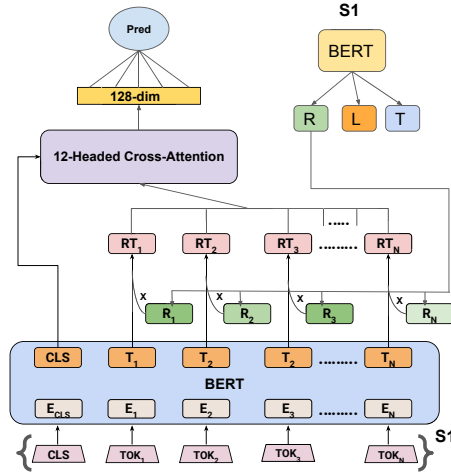 S1
Pred
BERT
128-dim
R L T
12-Headed Cross-Attention
RT1 RT2 RT3 ......... RTN
X X X X
R1 R2 R3 RN
CLS T1 T2 T2 ......... TN
BERT
ECLS E1 E2 E3 ......... EN
S1
{ CLS TOK1 TOK2 TOK3 TOKN }